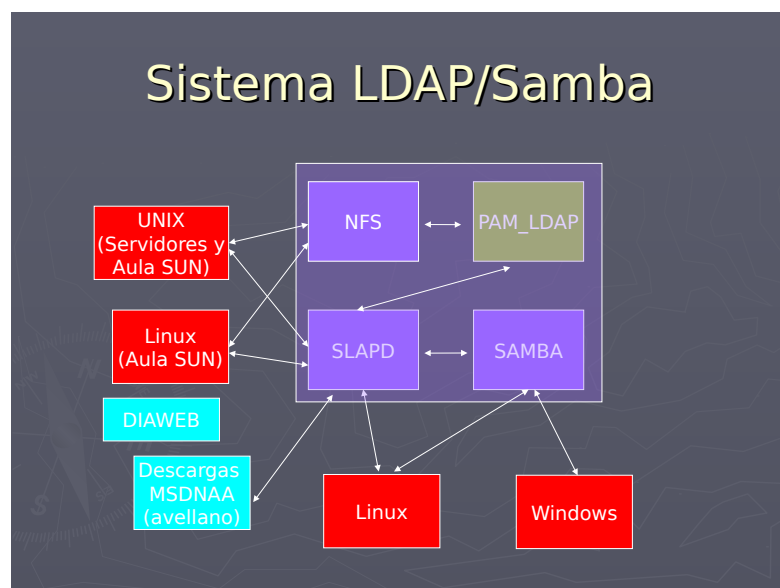 Sistema LDAP/Samba
UNIX
(Servidores y
Aula SUN)
NFS
PAM_LDAP
Linux
(Aula SUN)
SLAPD
SAMBA
DIAWEB
Descargas
MSDNAA
(avellano)
Linux
Windows
N
S